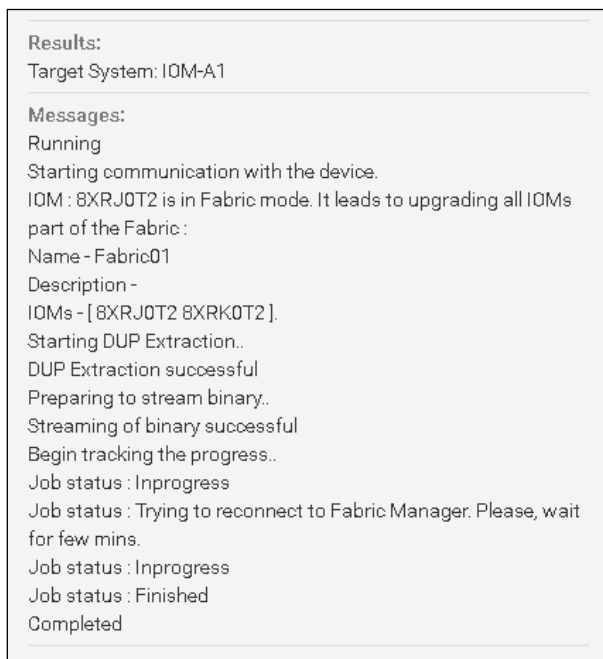 Results:
Target System: IOM-A1
Messages:
Running
Starting communication with the device.
IOM : 8XRJ0T2 is in Fabric mode. It leads to upgrading all IOMs
part of the Fabric :
Name - Fabric01
Description -
IOMs - [ 8XRJ0T2 8XRK0T2 ].
Starting DUP Extraction..
DUP Extraction successful
Preparing to stream binary..
Streaming of binary successful
Begin tracking the progress..
Job status : Inprogress
Job status : Trying to reconnect to Fabric Manager. Please, wait
for few mins.
Job status : Inprogress
Job status : Finished
Completed